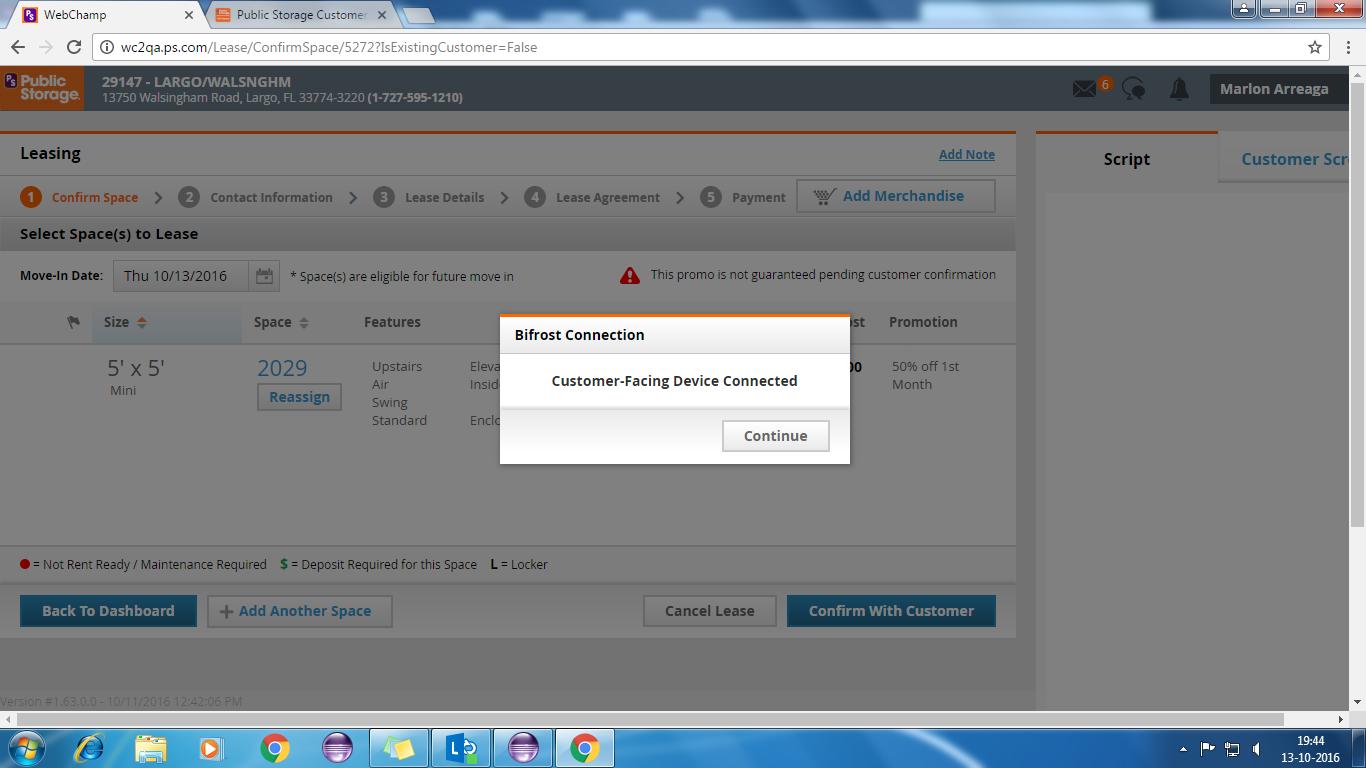 WebChamp
Public Storage Customer
wc2qa.ps.com/Lease/ConfirmSpace/5272?IsExistingCustomer=False
PS Public Storage.
29147 - LARGO/WALSNGHM
13750 Walsingham Road, Largo, FL 33774-3220 (1-727-595-1210)
6
Marlon Arreaga
Leasing
Add Note
Script
Customer Scr
1 Confirm Space 2 Contact Information 3 Lease Details 4 Lease Agreement 5 Payment
Add Merchandise
Select Space(s) to Lease
Move-In Date: Thu 10/13/2016 * Space(s) are eligible for future move in
This promo is not guaranteed pending customer confirmation
Size Space Features ost Promotion
5' x 5'
Mini
2029
Reassign
Upstairs
Air
Swing
Standard
Eleva
Insid
Enclo
00
50% off 1st
Month
Bifrost Connection
Customer-Facing Device Connected
Continue
= Not Rent Ready / Maintenance Required $ = Deposit Required for this Space L = Locker
Back To Dashboard
+ Add Another Space
Cancel Lease
Confirm With Customer
Version #1.63.0.0 - 10/11/2016 12:42:06 PM
19:44
13-10-2016